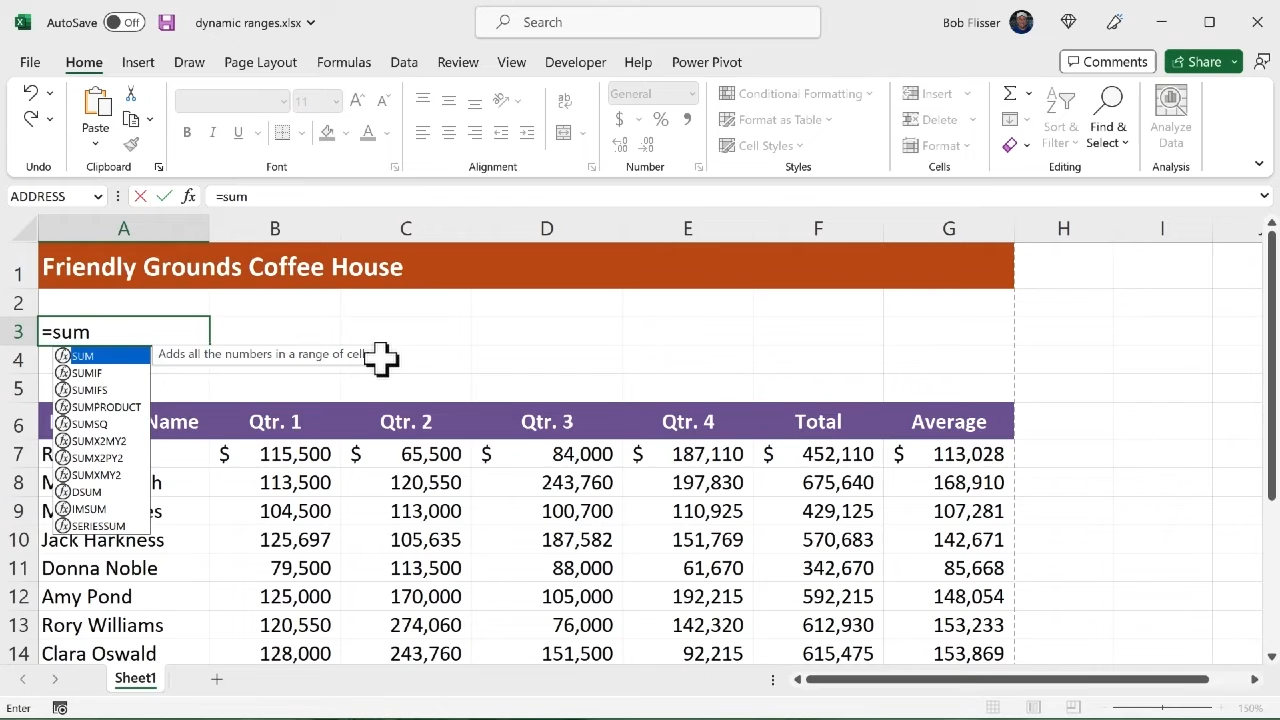 AutoSave Off dynamic ranges.xlsx Search Bob Flisser
File Home Insert Draw Page Layout Formulas Data Review View Developer Help Power Pivot Comments Share
11 General Conditional Formatting Insert
Paste Format as Table Delete Sort & Filter Find & Select Analyze Data
B I U $ % Cell Styles Format
Undo Clipboard Font Alignment Number Styles Cells Editing Analysis
ADDRESS fx =sum
A B C D E F G H I
1 Friendly Grounds Coffee House
2
3 =sum
4 SUM Adds all the numbers in a range of cell
SUMIF
5 SUMIFS
SUMPRODUCT
6 Name Qtr. 1 Qtr. 2 Qtr. 3 Qtr. 4 Total Average
SUMSQ
SUMX2MY2
7 R $ 115,500 $ 65,500 $ 84,000 $ 187,110 $ 452,110 $ 113,028
SUMX2PY2
SUMXMY2
8 M h 113,500 120,550 243,760 197,830 675,640 168,910
DSUM
9 M es 104,500 113,000 100,700 110,925 429,125 107,281
IMSUM
SERIESSUM
10 Jack Harkness 125,697 105,635 187,582 151,769 570,683 142,671
11 Donna Noble 79,500 113,500 88,000 61,670 342,670 85,668
12 Amy Pond 125,000 170,000 105,000 192,215 592,215 148,054
13 Rory Williams 120,550 274,060 76,000 142,320 612,930 153,233
14 Clara Oswald 128,000 243,760 151,500 92,215 615,475 153,869
Sheet1
Enter 150%